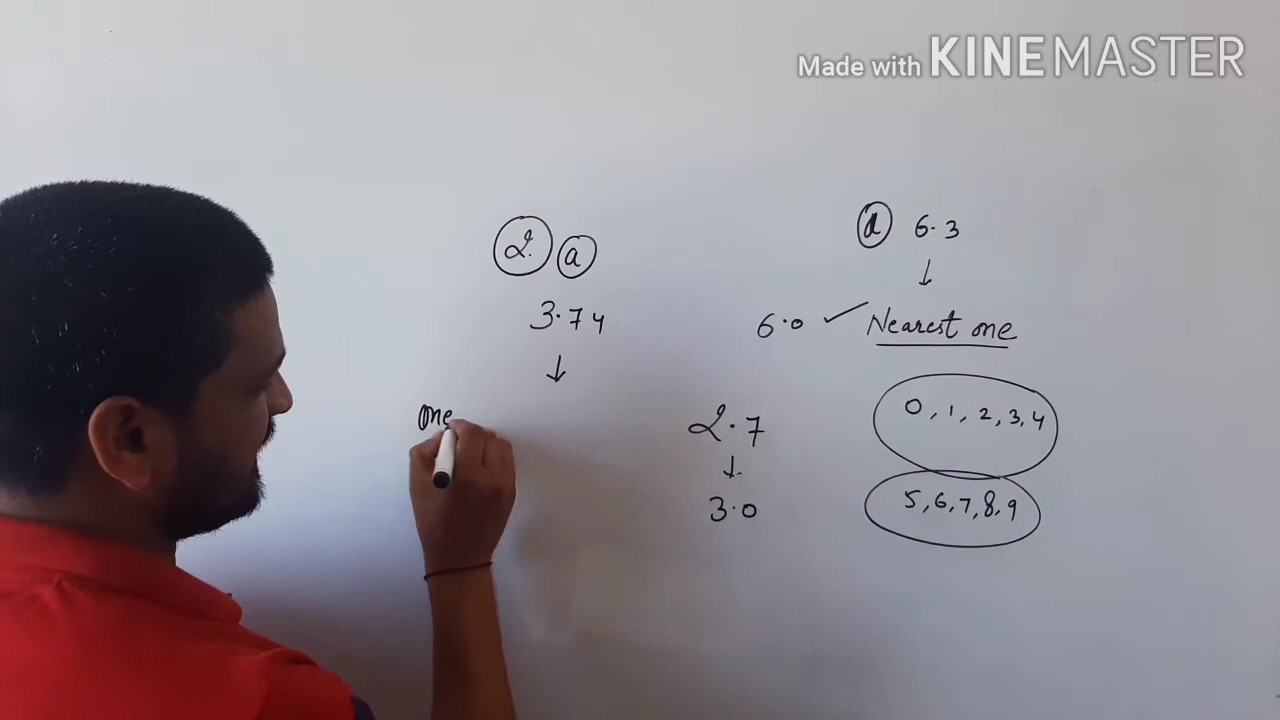 Made with KINEMASTER
2. a
3.74
↓
one
d 6.3
↓
6.0 ✓ Nearest one
2.7
↓
3.0
0, 1, 2, 3, 4
5, 6, 7, 8, 9